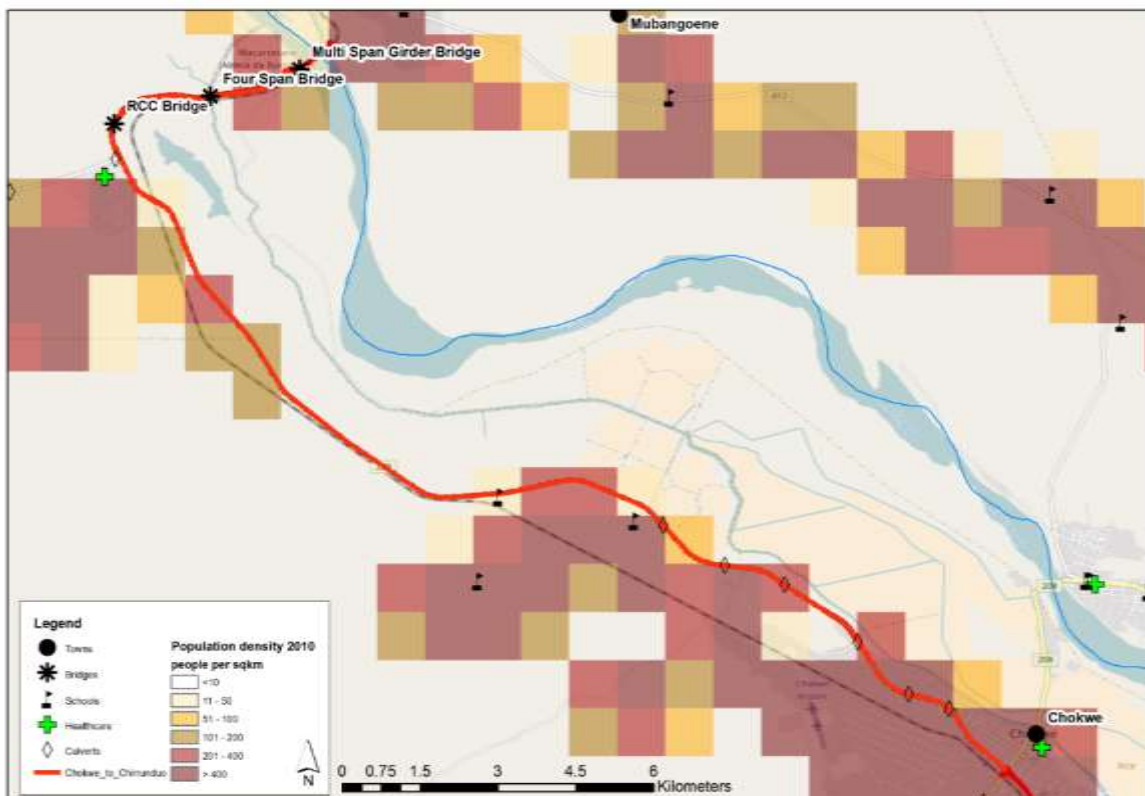 Mubangoene
Multi Span Girder Bridge
Four Span Bridge
RCC Bridge
Chokwe
Legend
Towns
Bridges
Schools
Healthcare
Culverts
Chokwe_to_Chirrunduo
Population density 2010
people per sqkm
<10
11 - 50
51 - 100
101 - 200
201 - 400
> 400
N
0 0.75 1.5 3 4.5 6
Kilometers